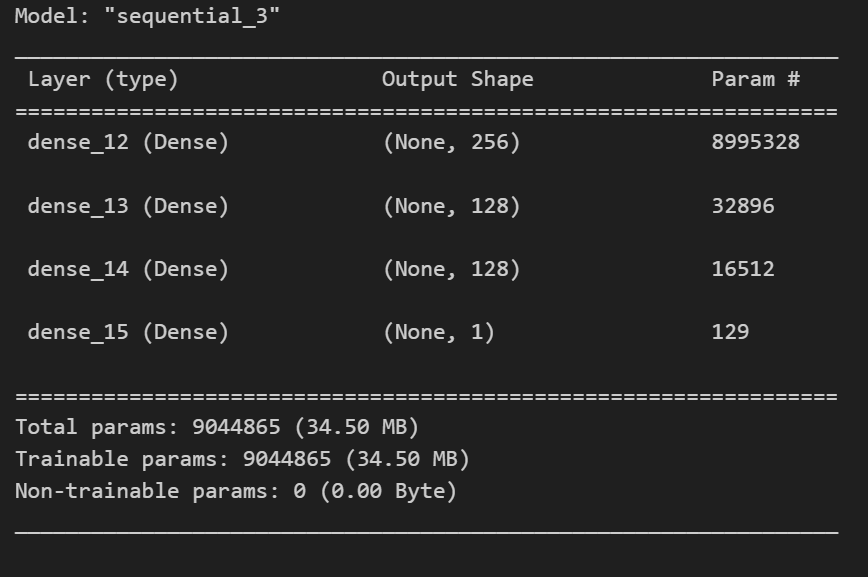 Model: "sequential_3"
_________________________________________________________________
Layer (type)                Output Shape              Param #
=================================================================
dense_12 (Dense)            (None, 256)               8995328
dense_13 (Dense)            (None, 128)               32896
dense_14 (Dense)            (None, 128)               16512
dense_15 (Dense)            (None, 1)                 129
=================================================================
Total params: 9044865 (34.50 MB)
Trainable params: 9044865 (34.50 MB)
Non-trainable params: 0 (0.00 Byte)
_________________________________________________________________